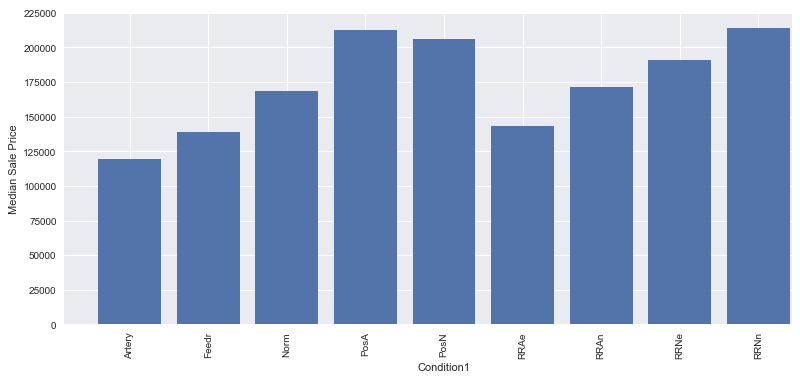 225000
200000
175000
150000
125000
100000
75000
50000
25000
0
Median Sale Price
Artery
Feedr
Norm
PosA
PosN
RRAe
RRAn
RRNe
RRNn
Condition1